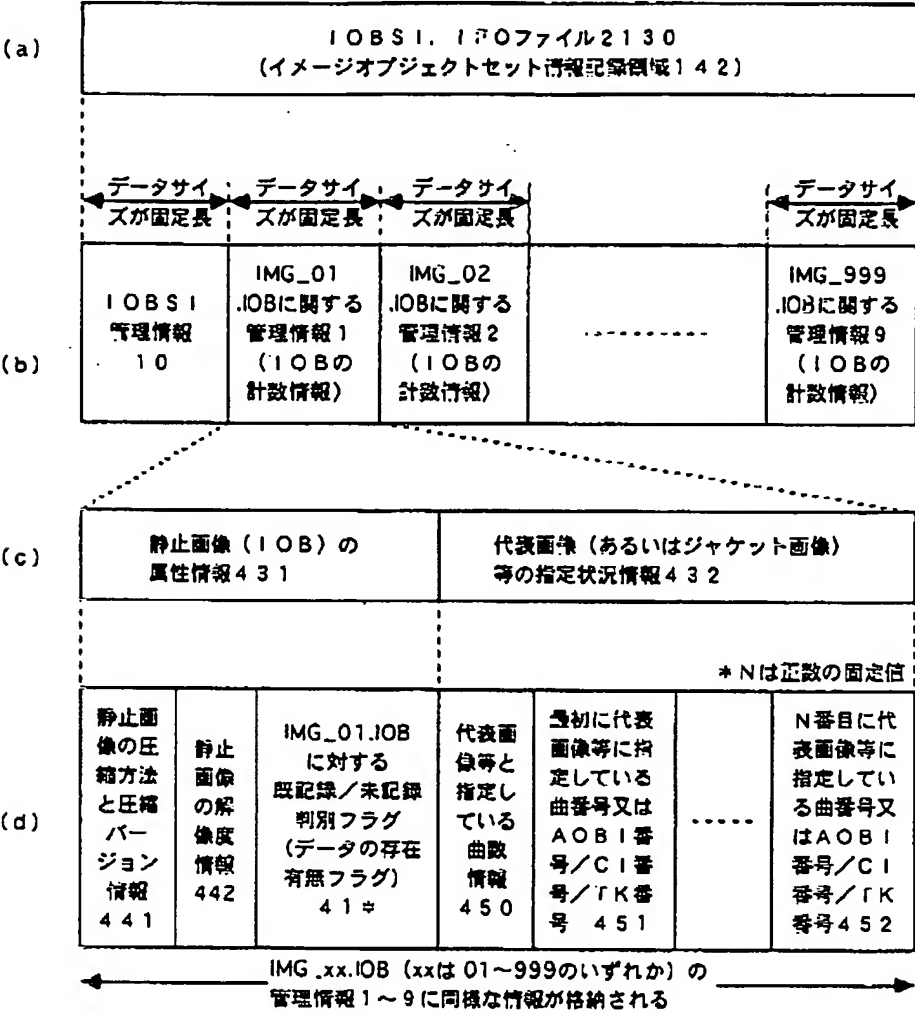 (a)
IOBSI. IFOファイル2130
(イメージオブジェクトセット情報記録領域142)
データサイ
ズが固定長
データサイ
ズが固定長
データサイ
ズが固定長
データサイ
ズが固定長
(b)
IOBSI
管理情報
10
IMG_01
.IOBに関する
管理情報1
(IOBの
計数情報)
IMG_02
.IOBに関する
管理情報2
(IOBの
計数情報)
IMG_999
.IOBに関する
管理情報9
(IOBの
計数情報)
(c)
静止画像(IOB)の
属性情報431
代表画像(あるいはジャケット画像)
等の指定状況情報432
*Nは正数の固定値
(d)
静止画
像の圧
縮方法
と圧縮
バー
ジョン
情報
441
静止
画像
の解
像度
情報
442
IMG_01.IOB
に対する
既記録/未記録
判別フラグ
(データの存在
有無フラグ)
41
代表画
像等と
指定し
ている
曲数
情報
450
最初に代表
画像等に指
定している
曲番号又は
AOBI番
号/CI番
号/TK番
号 451
N番目に代
表画像等に
指定してい
る曲番号又
はAOBI
番号/CI
番号/TK
番号452
IMG_xx.IOB(xxは01~999のいずれか)の
管理情報1~9に同様な情報が格納される